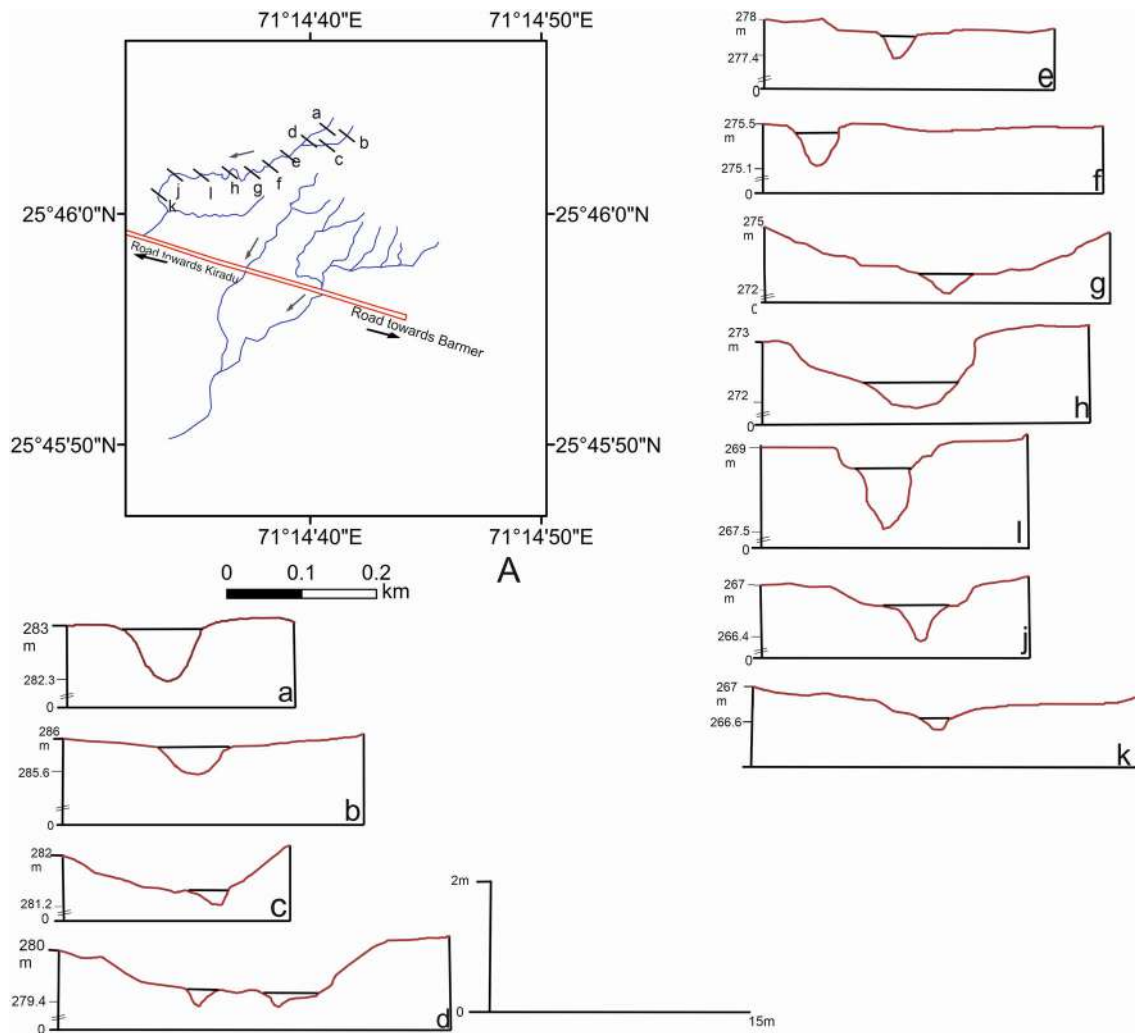 71°14'40"E 71°14'50"E
a
b
d
c
e
f
g
h
l
j
k
25°46'0"N 25°46'0"N
Road towards Kiradu
Road towards Barmer
25°45'50"N 25°45'50"N
71°14'40"E 71°14'50"E
A
0 0.1 0.2
km
283
m
282.3
0
a
286
m
285.6
0
b
282
m
281.2
0
c
280
m
279.4
0
d
2m
0
15m
278
m
277.4
0
e
275.5
m
275.1
0
f
275
m
272
0
g
273
m
272
0
h
269
m
267.5
0
l
267
m
266.4
0
j
267
m
266.6
k